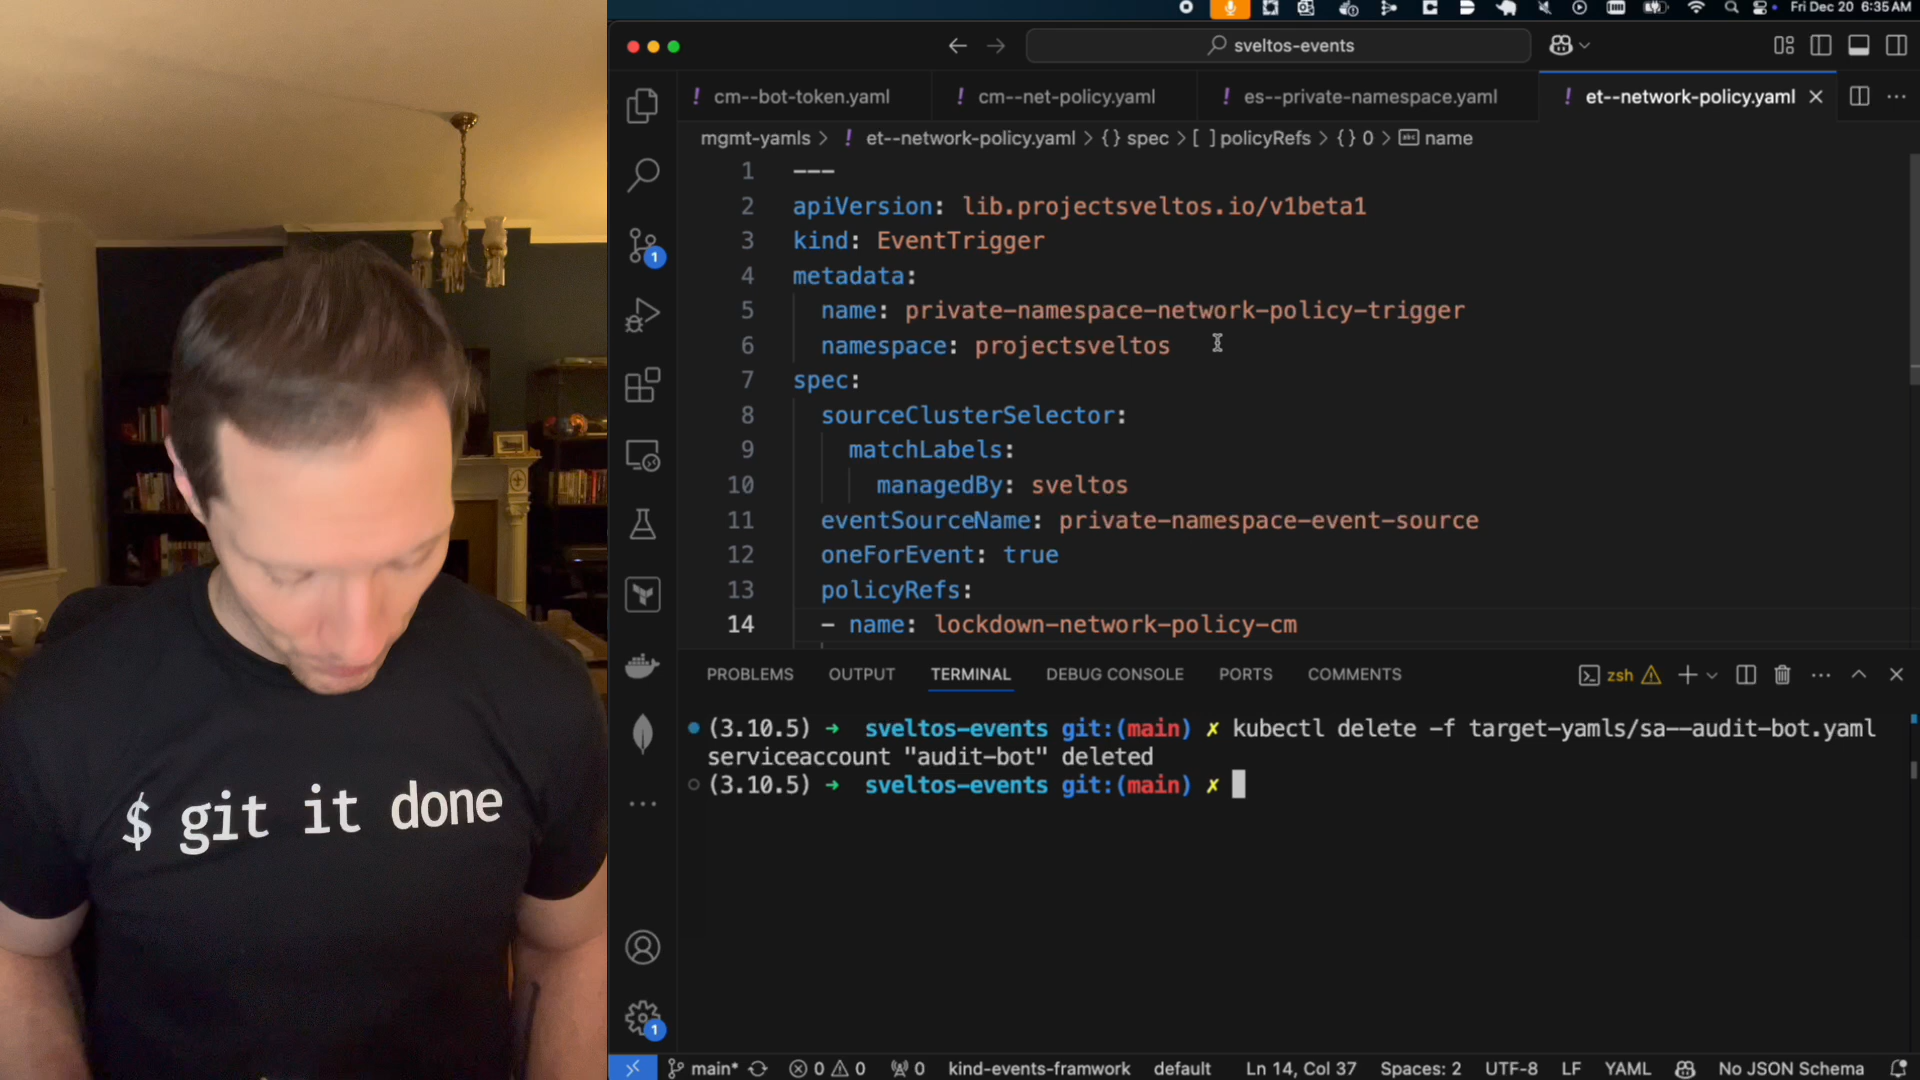 Fri Dec 20 6:35 AM
sveltos-events
! cm--bot-token.yaml
! cm--net-policy.yaml
! es--private-namespace.yaml
! et--network-policy.yaml
mgmt-yamls > ! et--network-policy.yaml > {} spec > [ ] policyRefs > {} 0 > abc name
1 ---
2 apiVersion: lib.projectsveltos.io/v1beta1
3 kind: EventTrigger
4 metadata:
5 name: private-namespace-network-policy-trigger
6 namespace: projectsveltos
7 spec:
8 sourceClusterSelector:
9 matchLabels:
10 managedBy: sveltos
11 eventSourceName: private-namespace-event-source
12 oneForEvent: true
13 policyRefs:
14 - name: lockdown-network-policy-cm
1
PROBLEMS OUTPUT TERMINAL DEBUG CONSOLE PORTS COMMENTS
zsh
(3.10.5) ➜ sveltos-events git:(main) ✗ kubectl delete -f target-yamls/sa--audit-bot.yaml
serviceaccount "audit-bot" deleted
(3.10.5) ➜ sveltos-events git:(main) ✗
1
main* 0 0 0 kind-events-framwork default Ln 14, Col 37 Spaces: 2 UTF-8 LF YAML No JSON Schema
$ git it done